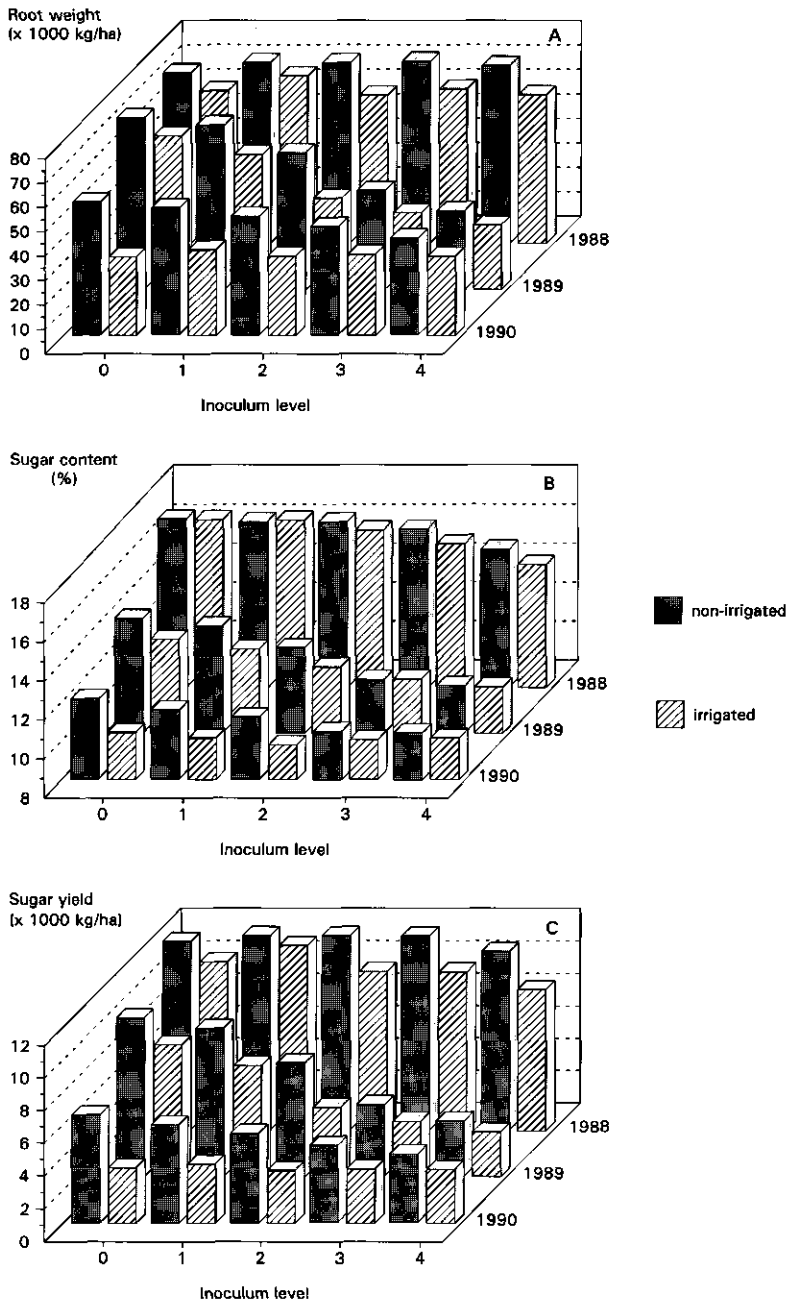 Root weight
(x 1000 kg/ha)
A
80
70
60
50
40
30
20
10
0
1988
1989
1990
0 1 2 3 4
Inoculum level
Sugar content
(%)
B
18
16
14
12
10
8
1988
1989
1990
0 1 2 3 4
Inoculum level
non-irrigated
irrigated
Sugar yield
(x 1000 kg/ha)
C
12
10
8
6
4
2
0
1988
1989
1990
0 1 2 3 4
Inoculum level